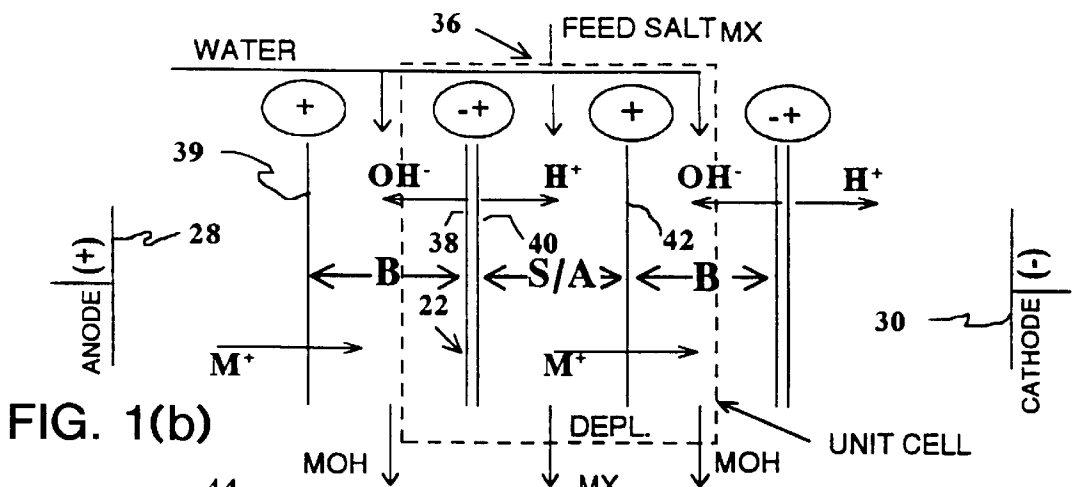 36
FEED SALT MX
WATER
+
-+
+
-+
39
OH-
H+
OH-
H+
28
38
40
42
ANODE (+)
B
S/A
B
CATHODE (-)
22
30
M+
M+
FIG. 1(b)
DEPL.
UNIT CELL
MOH
MX
MOH
44